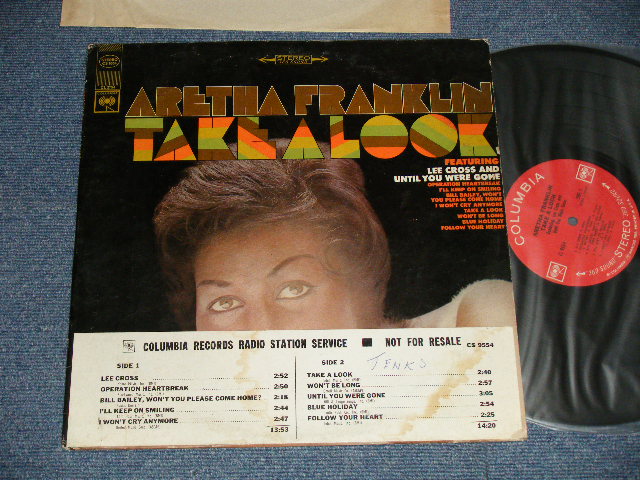 STEREO
ARETHA FRANKLIN
TAKE A LOOK
FEATURING
LEE CROSS AND
UNTIL YOU WERE GONE
OPERATION HEARTBREAK
I'LL KEEP ON SMILING
BILL BAILEY, WON'T
YOU PLEASE COME HOME
I WON'T CRY ANYMORE
TAKE A LOOK
WON'T BE LONG
BLUE HOLIDAY
FOLLOW YOUR HEART
COLUMBIA RECORDS RADIO STATION SERVICE NOT FOR RESALE CS 9554
SIDE 1
LEE CROSS 2:52
OPERATION HEARTBREAK 2:50
BILL BAILEY, WON'T YOU PLEASE COME HOME? 2:16
I'LL KEEP ON SMILING 2:44
I WON'T CRY ANYMORE 2:47
13:53
SIDE 2
TAKE A LOOK 2:40
WON'T BE LONG 2:57
UNTIL YOU WERE GONE 3:05
BLUE HOLIDAY 2:54
FOLLOW YOUR HEART 2:25
14:20
COLUMBIA
ARETHA FRANKLIN
TAKE A LOOK
360 SOUND STEREO